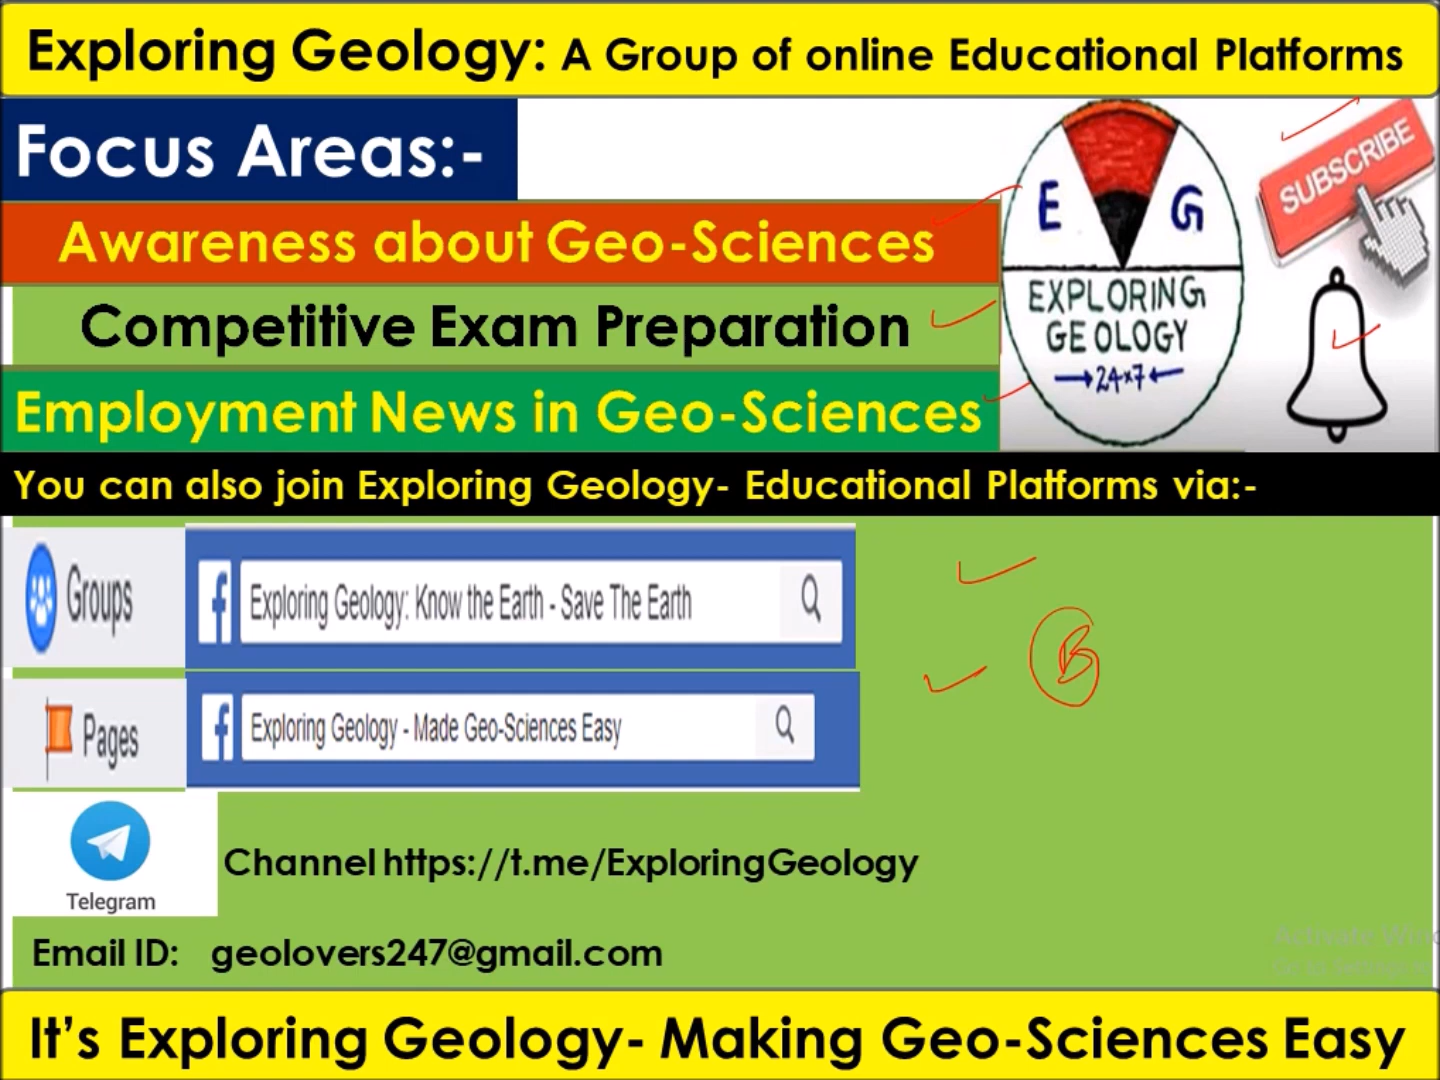 Exploring Geology: A Group of online Educational Platforms
Focus Areas:-
Awareness about Geo-Sciences
Competitive Exam Preparation
Employment News in Geo-Sciences
E G
EXPLORING
GEOLOGY
24x7
SUBSCRIBE
You can also join Exploring Geology- Educational Platforms via:-
Groups
Exploring Geology: Know the Earth - Save The Earth
B
Pages
Exploring Geology - Made Geo-Sciences Easy
Telegram
Channel https://t.me/ExploringGeology
Email ID: geolovers247@gmail.com
Activate Win
It's Exploring Geology- Making Geo-Sciences Easy